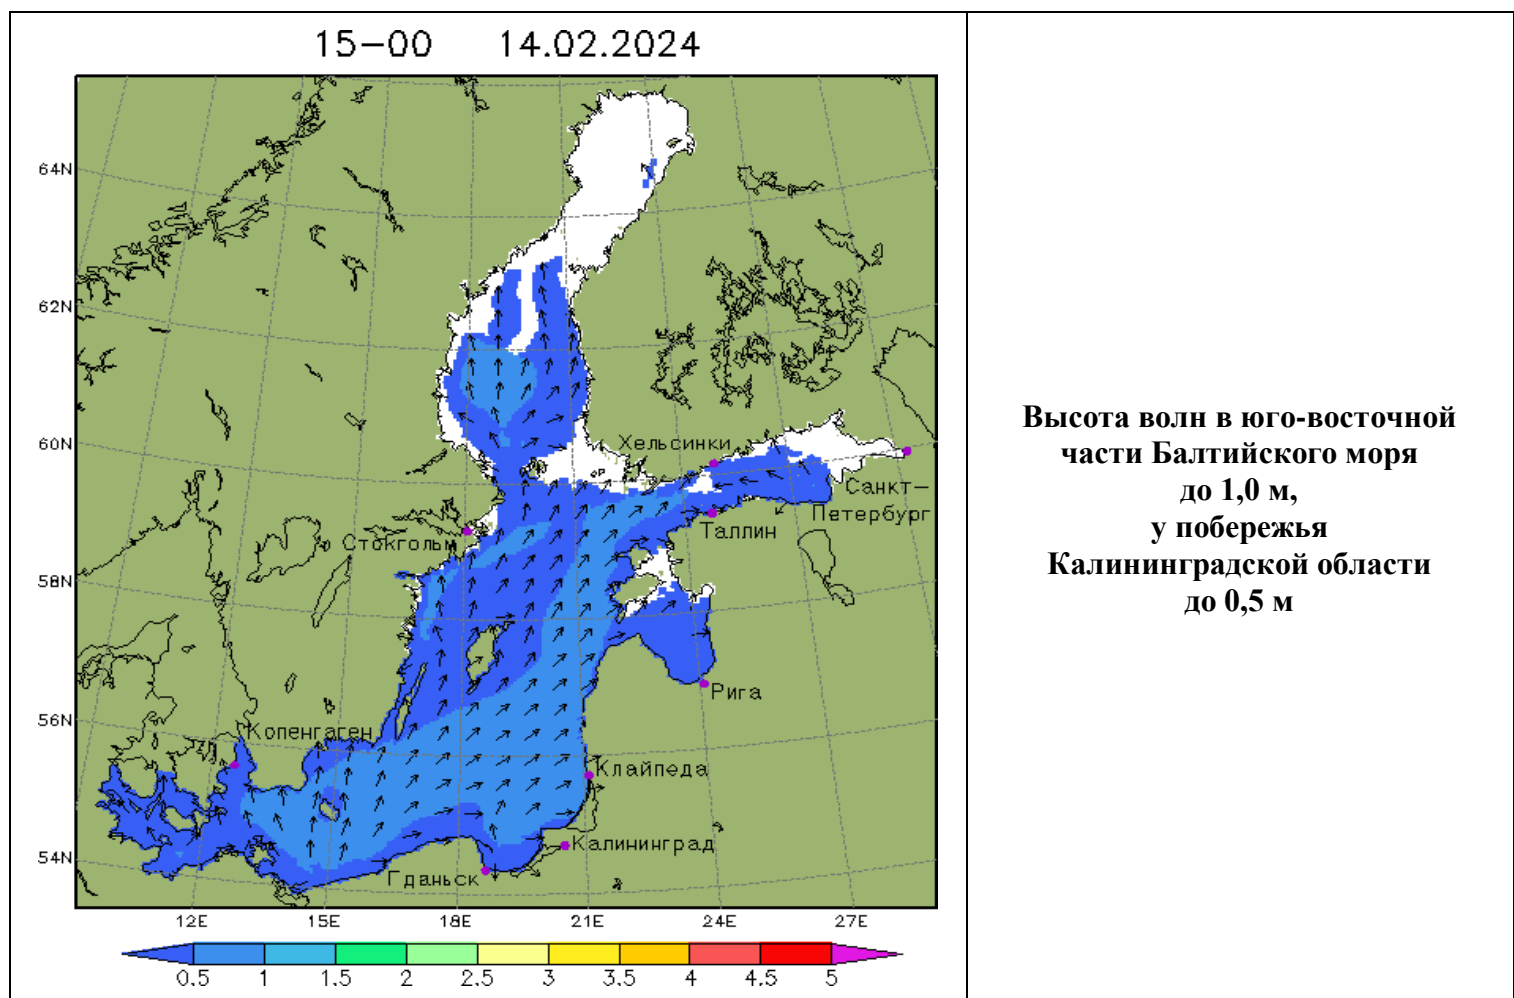 15-00 14.02.2024
64N
62N
60N
58N
56N
54N
Хельсинки
Санкт-
Петербург
Таллин
Стокгольм
Рига
Копенгаген
Клайпеда
Калининград
Гданьск
12E 15E 18E 21E 24E 27E
0.5 1 1.5 2 2.5 3 3.5 4 4.5 5
Высота волн в юго-восточной
части Балтийского моря
до 1,0 м,
у побережья
Калининградской области
до 0,5 м